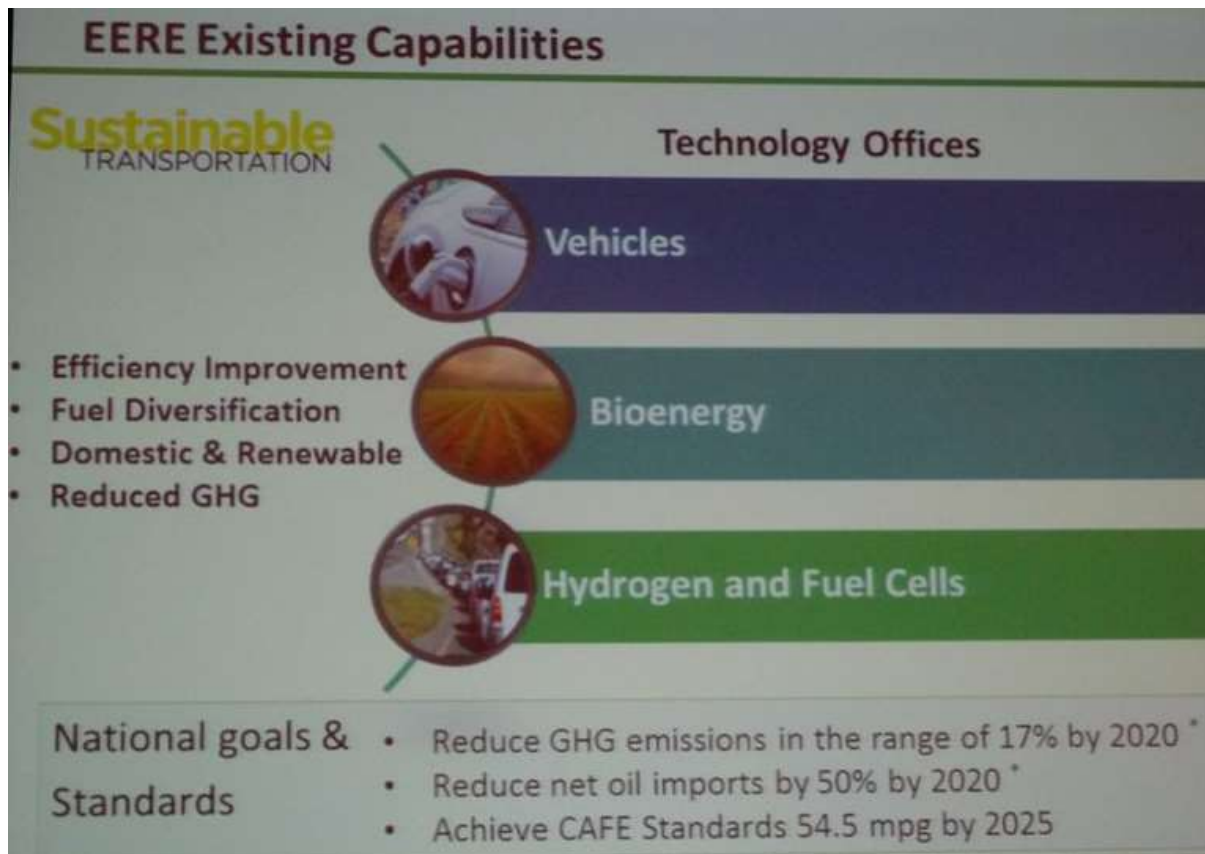 EERE Existing Capabilities
Sustainable
TRANSPORTATION
Technology Offices
Vehicles
• Efficiency Improvement
• Fuel Diversification
• Domestic & Renewable
• Reduced GHG
Bioenergy
Hydrogen and Fuel Cells
National goals &
Standards
• Reduce GHG emissions in the range of 17% by 2020 *
• Reduce net oil imports by 50% by 2020 *
• Achieve CAFE Standards 54.5 mpg by 2025